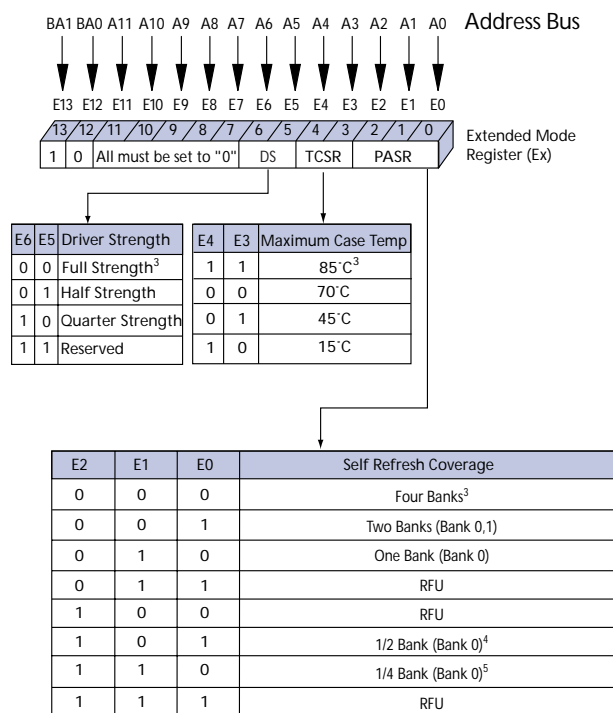 BA1 BA0 A11 A10 A9 A8 A7 A6 A5 A4 A3 A2 A1 A0 Address Bus
E13 E12 E11 E10 E9 E8 E7 E6 E5 E4 E3 E2 E1 E0
13 12 11 10 9 8 7 6 5 4 3 2 1 0
Extended Mode
Register (Ex)
1 0 All must be set to "0" DS TCSR PASR
E6 E5 Driver Strength
0 0 Full Strength³
0 1 Half Strength
1 0 Quarter Strength
1 1 Reserved
E4 E3 Maximum Case Temp
1 1 85˚C³
0 0 70˚C
0 1 45˚C
1 0 15˚C
E2 E1 E0 Self Refresh Coverage
0 0 0 Four Banks³
0 0 1 Two Banks (Bank 0,1)
0 1 0 One Bank (Bank 0)
0 1 1 RFU
1 0 0 RFU
1 0 1 1/2 Bank (Bank 0)⁴
1 1 0 1/4 Bank (Bank 0)⁵
1 1 1 RFU